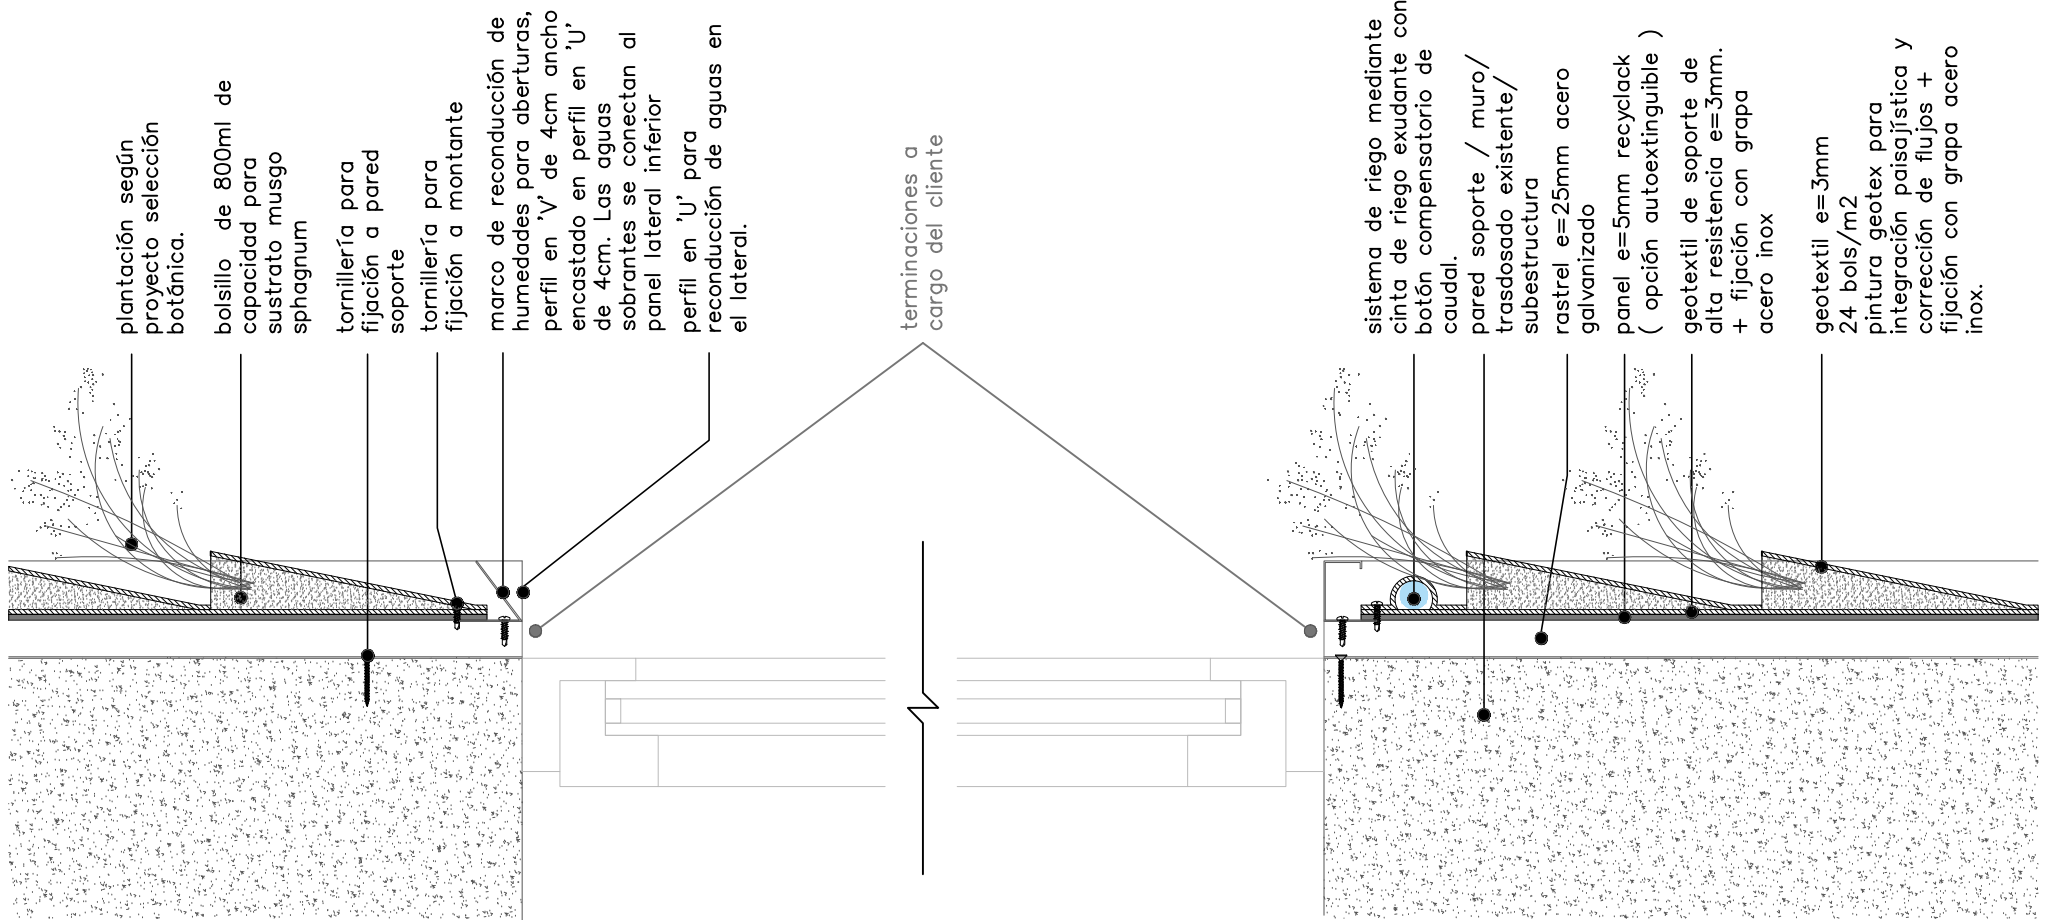 plantación según
proyecto selección
botánica.
bolsillo de 800ml de
capacidad para
sustrato musgo
sphagnum
tornillería para
fijación a pared
soporte
tornillería para
fijación a montante
marco de reconducción de
humedades para aberturas,
perfil en 'V' de 4cm ancho
encastado en perfil en 'U'
de 4cm. Las aguas
sobrantes se conectan al
panel lateral inferior
perfil en 'U' para
reconducción de aguas en
el lateral.
terminaciones a
cargo del cliente
sistema de riego mediante
cinta de riego exudante con
botón compensatorio de
caudal.
pared soporte / muro/
trasdosado existente/
subestructura
rastrel e=25mm acero
galvanizado
panel e=5mm recyclack
( opción autoextinguible )
geotextil de soporte de
alta resistencia e=3mm.
+ fijación con grapa
acero inox
geotextil e=3mm
24 bols/m2
pintura geotex para
integración paisajística y
corrección de flujos +
fijación con grapa acero
inox.